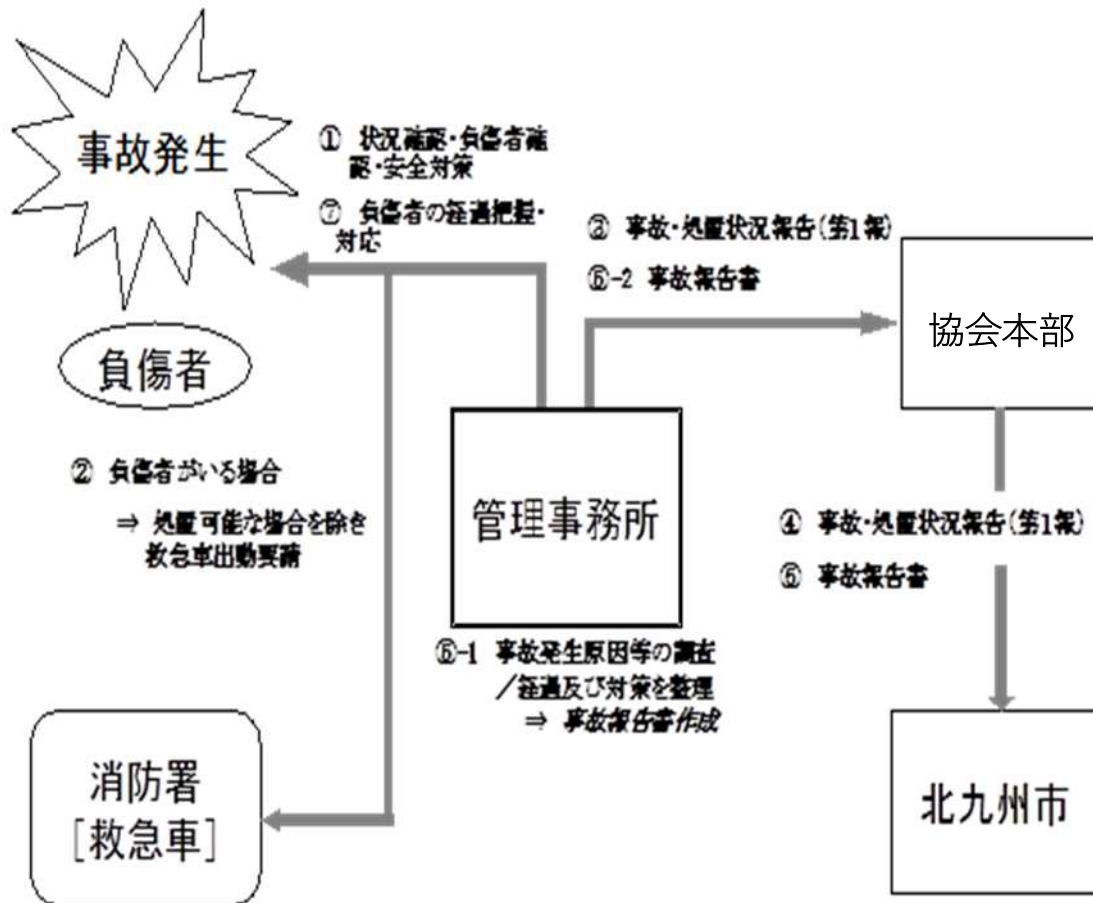 事故発生
① 状況確認・負傷者確
認・安全対策
⑦ 負傷者の経過把握・
対応
③ 事故・処置状況報告(第1報)
⑤-2 事故報告書
協会本部
負傷者
② 負傷者がいる場合
⇒ 処置可能な場合を除き
救急車出動要請
管理事務所
④ 事故・処置状況報告(第1報)
⑥ 事故報告書
⑤-1 事故発生原因等の調査
/経過及び対策を整理
⇒ 事故報告書作成
消防署
[救急車]
北九州市